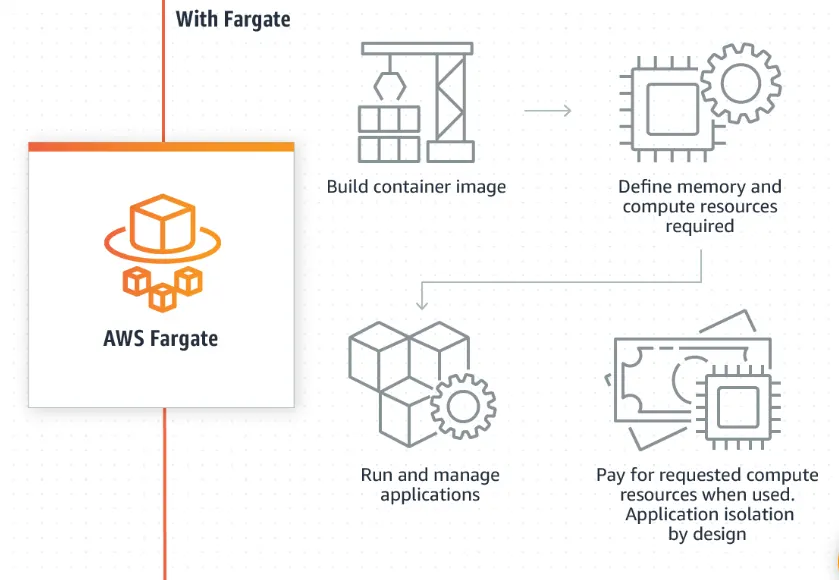 With Fargate
AWS Fargate
Build container image
Define memory and
compute resources
required
Run and manage
applications
Pay for requested compute
resources when used.
Application isolation
by design